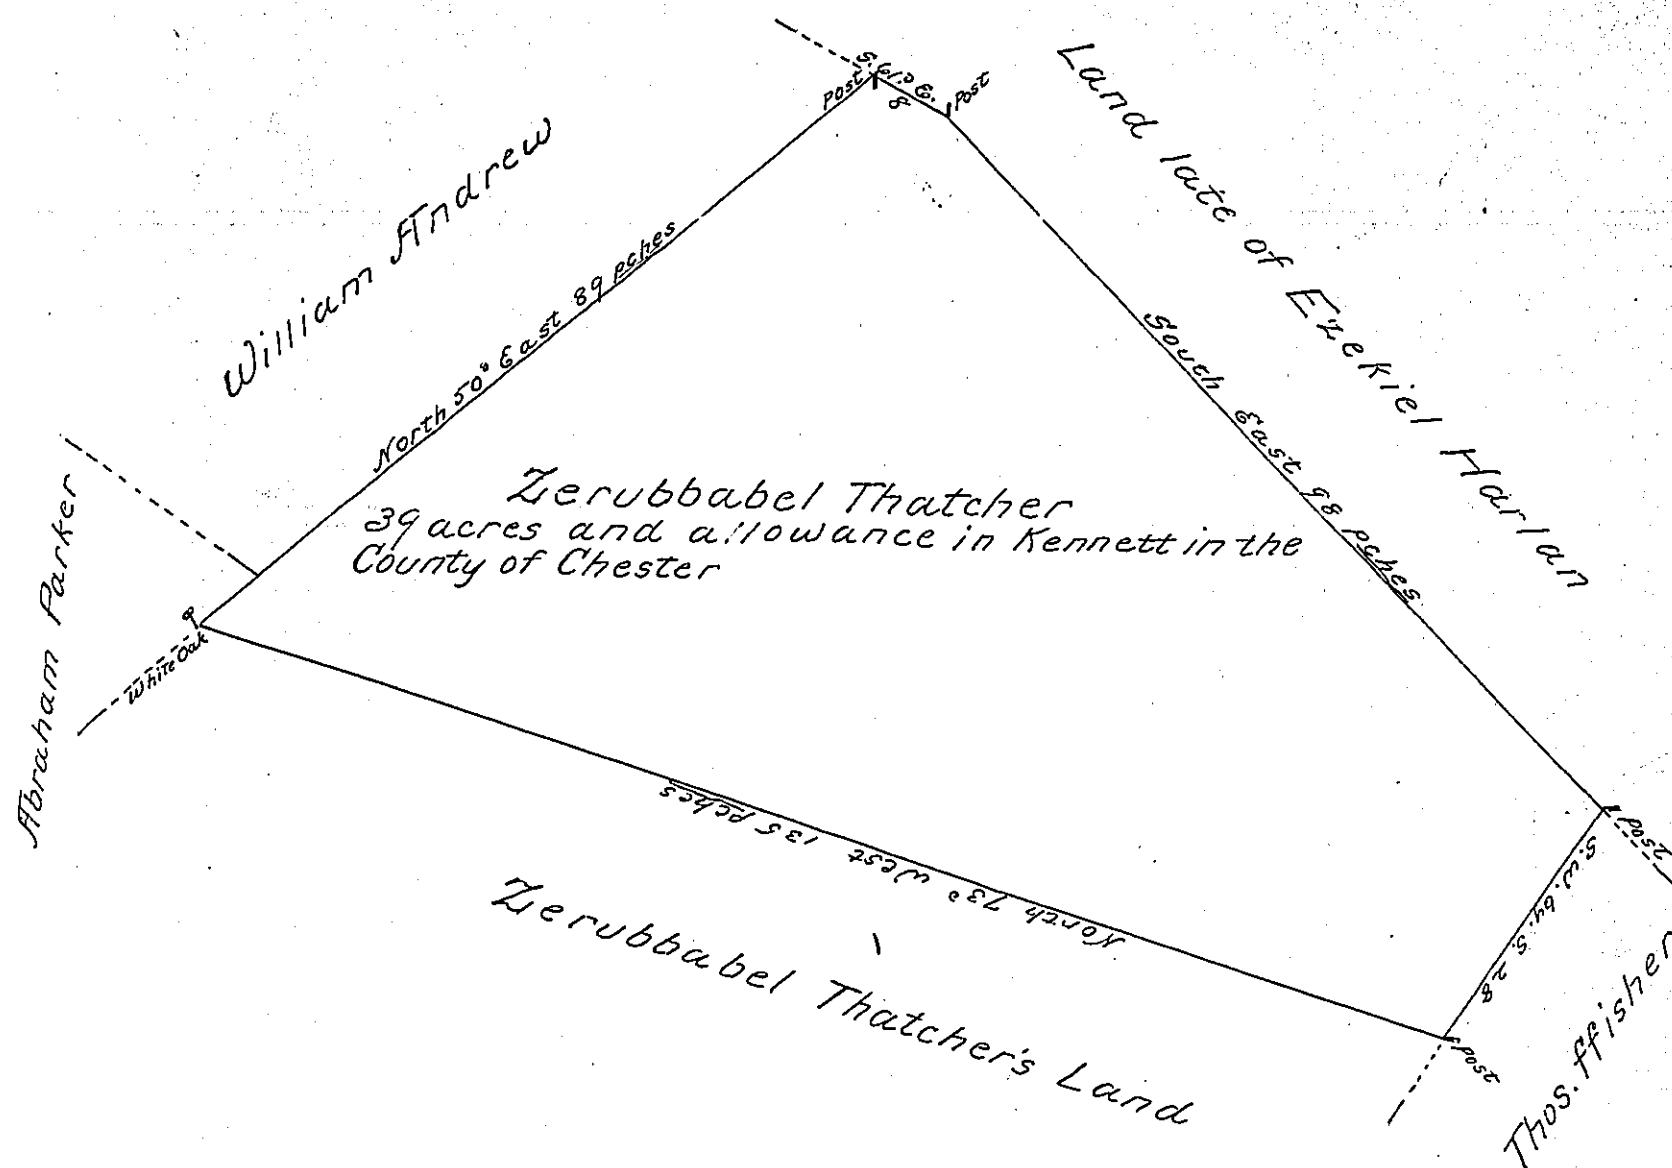 S. 61.° E.
8
Post
Post
William Andrew
Land late of Ezekiel Harlan
North 50° East 89 pches
South East 98 pches
Zerubbabel Thatcher
39 acres and allowance in Kennett in the
County of Chester
Abraham Parker
White Oak
North 73° West 135 pches
Post
S.W. by. S. 28
Post
Zerubbabel Thatcher's Land
Thos. ffisher